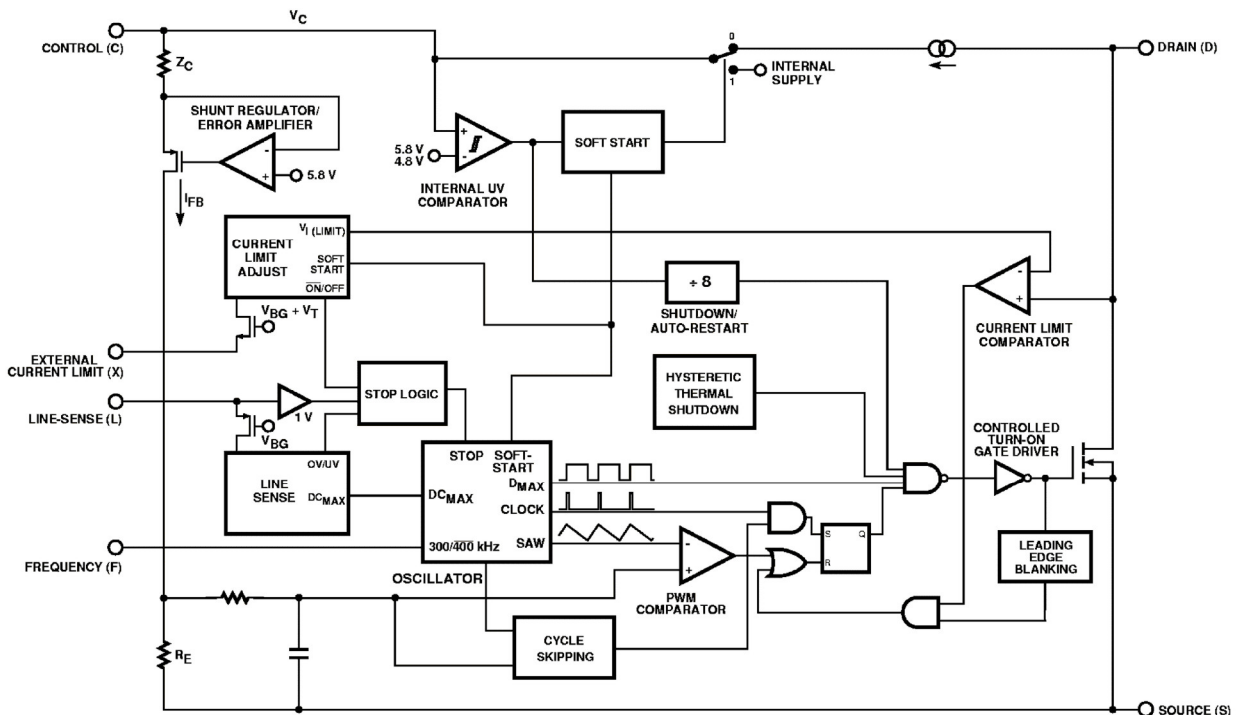 VC
CONTROL (C)
ZC
0
DRAIN (D)
INTERNAL
SUPPLY
1
SHUNT REGULATOR/
ERROR AMPLIFIER
-
+
5.8 V
IFB
+
-
5.8 V
4.8 V
INTERNAL UV
COMPARATOR
SOFT START
VI (LIMIT)
CURRENT
LIMIT
ADJUST
SOFT
START
ON/OFF
VBG + VT
÷ 8
SHUTDOWN/
AUTO-RESTART
-
+
CURRENT LIMIT
COMPARATOR
EXTERNAL
CURRENT LIMIT (X)
HYSTERETIC
THERMAL
SHUTDOWN
STOP LOGIC
LINE-SENSE (L)
1 V
VBG
CONTROLLED
TURN-ON
GATE DRIVER
OV/UV
LINE
SENSE
DCMAX
STOP
SOFT-
START
DMAX
DCMAX
CLOCK
SAW
300/400 kHz
OSCILLATOR
FREQUENCY (F)
-
+
PWM
COMPARATOR
S
Q
R
LEADING
EDGE
BLANKING
CYCLE
SKIPPING
RE
SOURCE (S)